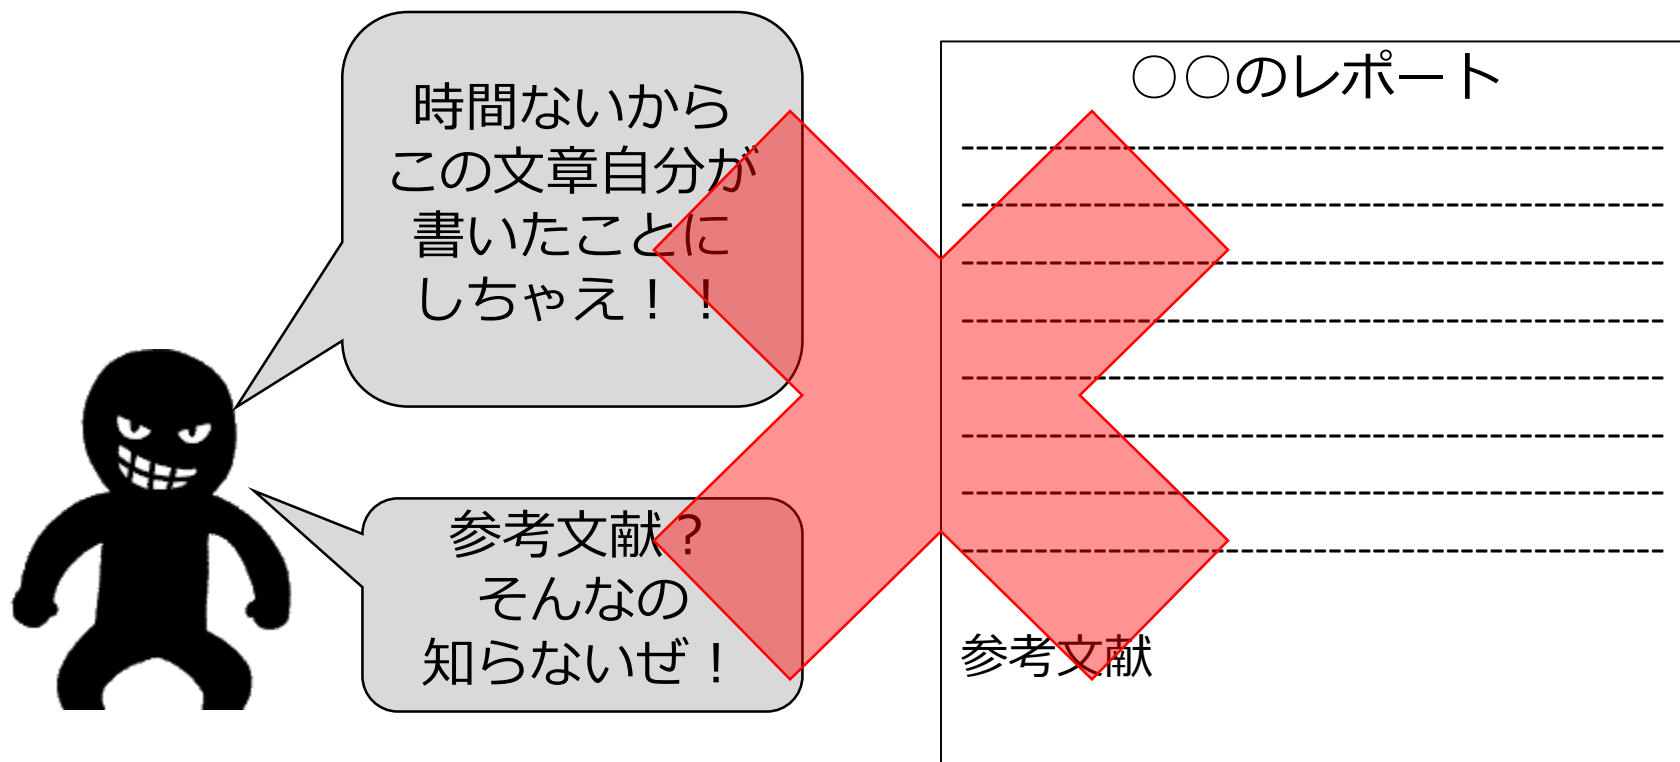 時間ないから
この文章自分が
書いたことに
しちゃえ！！
参考文献？
そんなの
知らないぜ！
○○のレポート
参考文献